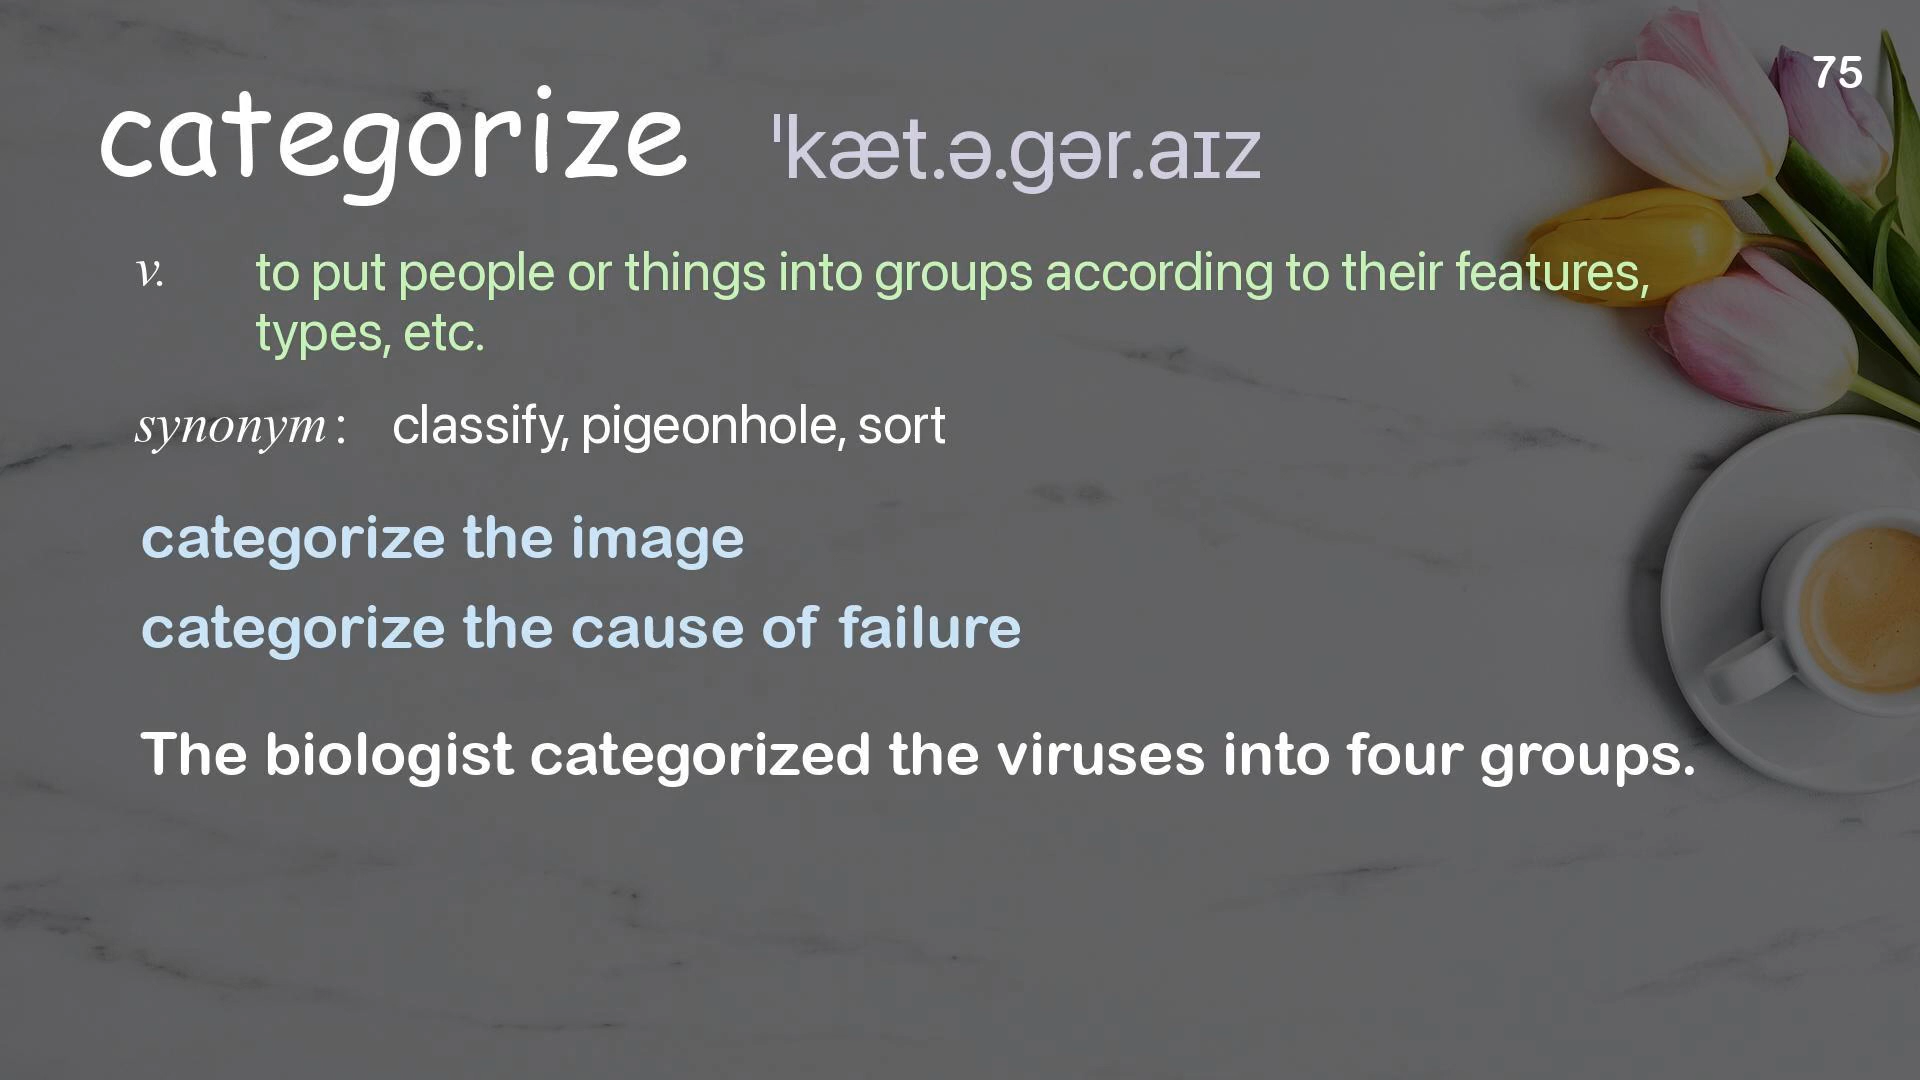 75
categorize ˈkæt.ə.gər.aɪz
v. to put people or things into groups according to their features,
types, etc.
synonym : classify, pigeonhole, sort
categorize the image
categorize the cause of failure
The biologist categorized the viruses into four groups.